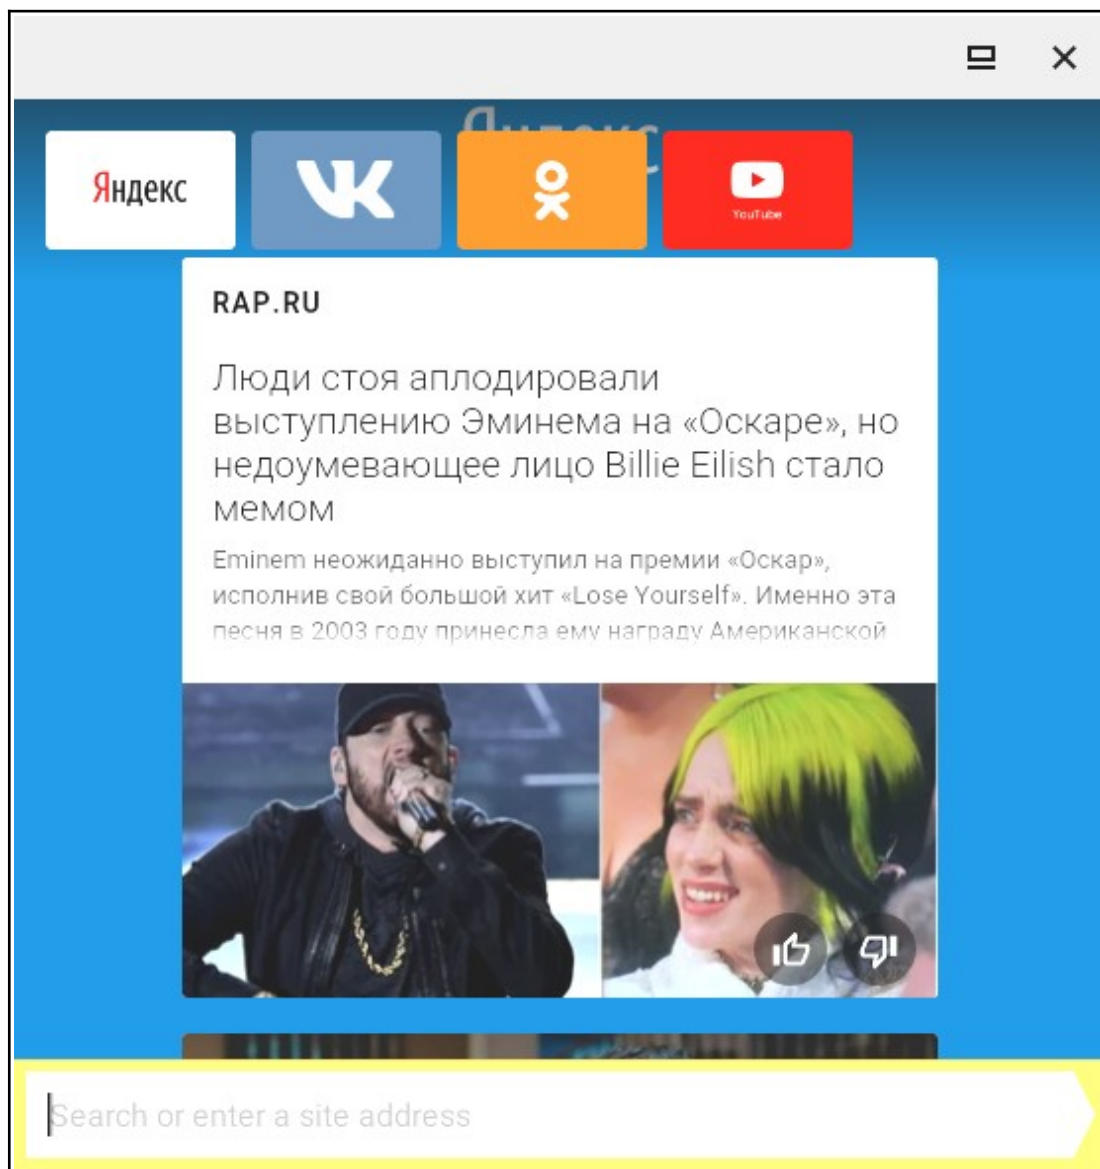 Яндекс
Яндекс
VK
YouTube
RAP.RU
Люди стоя аплодировали
выступлению Эминема на «Оскаре», но
недоумевающее лицо Billie Eilish стало
мемом
Eminem неожиданно выступил на премии «Оскар»,
исполнив свой большой хит «Lose Yourself». Именно эта
песня в 2003 году принесла ему награду Американской
Search or enter a site address